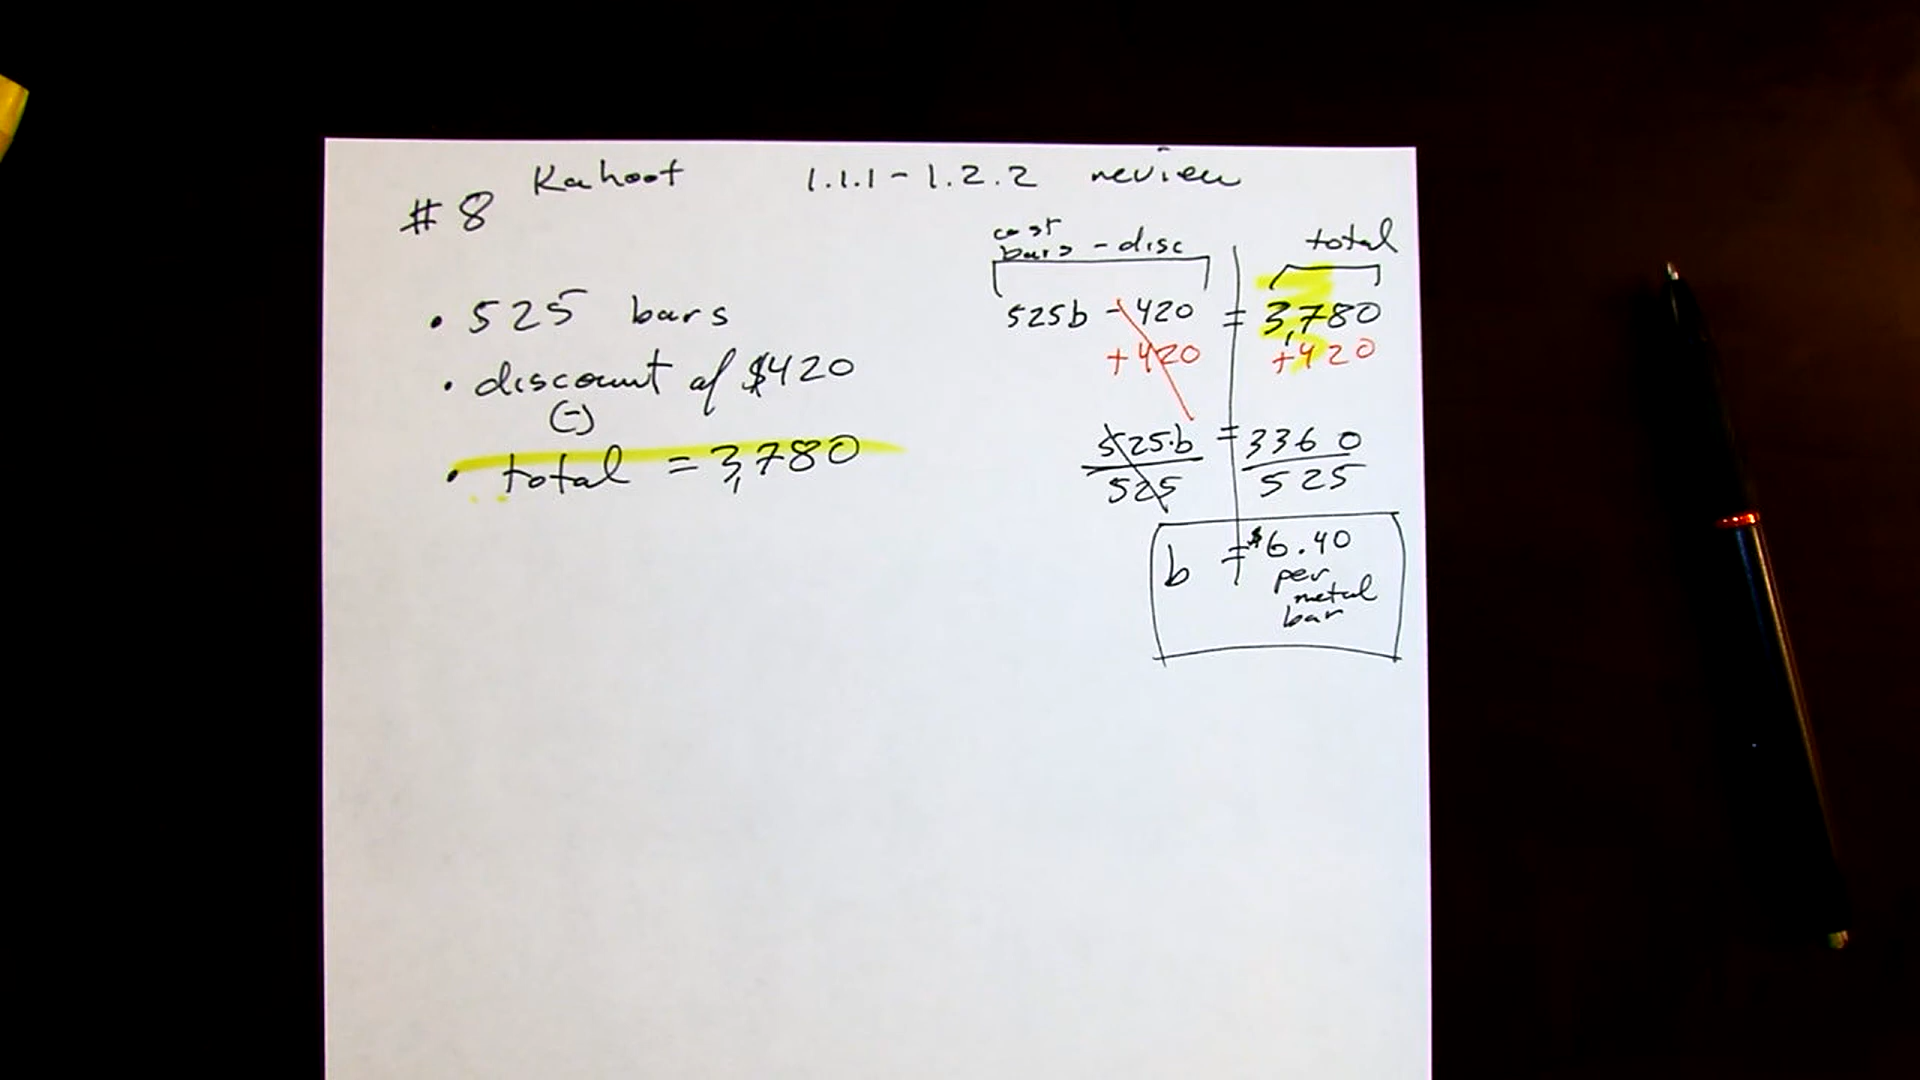 Kahoot 1.1.1 - 1.2.2 review
# 8
• 525 bars
• discount of $420
(-)
• total = 3,780
cost
bars - disc
total
525b - 420 = 3,780
+420 +420
525·b = 3360
525 525
b = $6.40
per
metal
bar